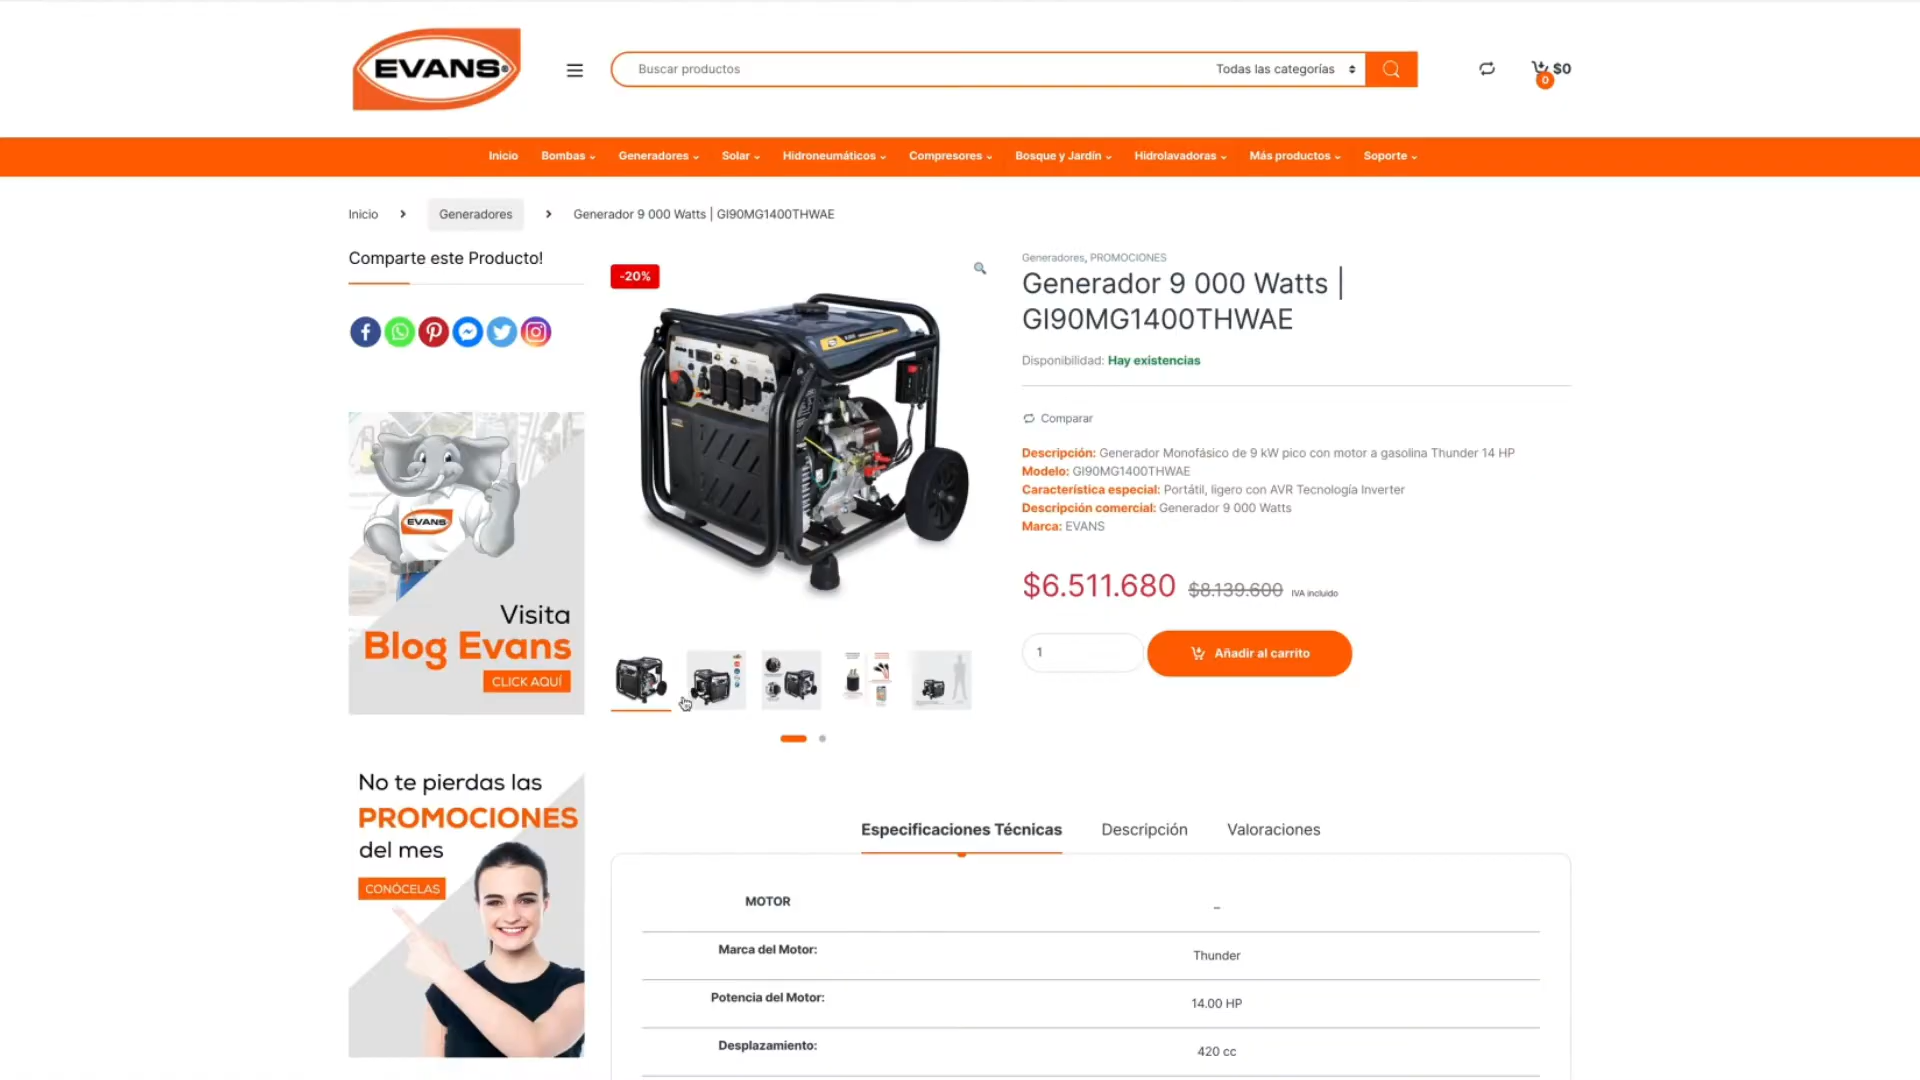 EVANS®
Buscar productos
Todas las categorías
$0
0
Inicio
Bombas
Generadores
Solar
Hidroneumáticos
Compresores
Bosque y Jardín
Hidrolavadoras
Más productos
Soporte
Inicio
Generadores
Generador 9 000 Watts | GI90MG1400THWAE
Comparte este Producto!
EVANS
Visita
Blog Evans
CLICK AQUÍ
No te pierdas las
PROMOCIONES
del mes
CONÓCELAS
-20%
Generadores, PROMOCIONES
Generador 9 000 Watts |
GI90MG1400THWAE
Disponibilidad: Hay existencias
Comparar
Descripción: Generador Monofásico de 9 kW pico con motor a gasolina Thunder 14 HP
Modelo: GI90MG1400THWAE
Característica especial: Portátil, ligero con AVR Tecnología Inverter
Descripción comercial: Generador 9 000 Watts
Marca: EVANS
$6.511.680 $8.139.600 IVA incluido
1
Añadir al carrito
Especificaciones Técnicas
Descripción
Valoraciones
MOTOR
–
Marca del Motor:
Thunder
Potencia del Motor:
14.00 HP
Desplazamiento:
420 cc